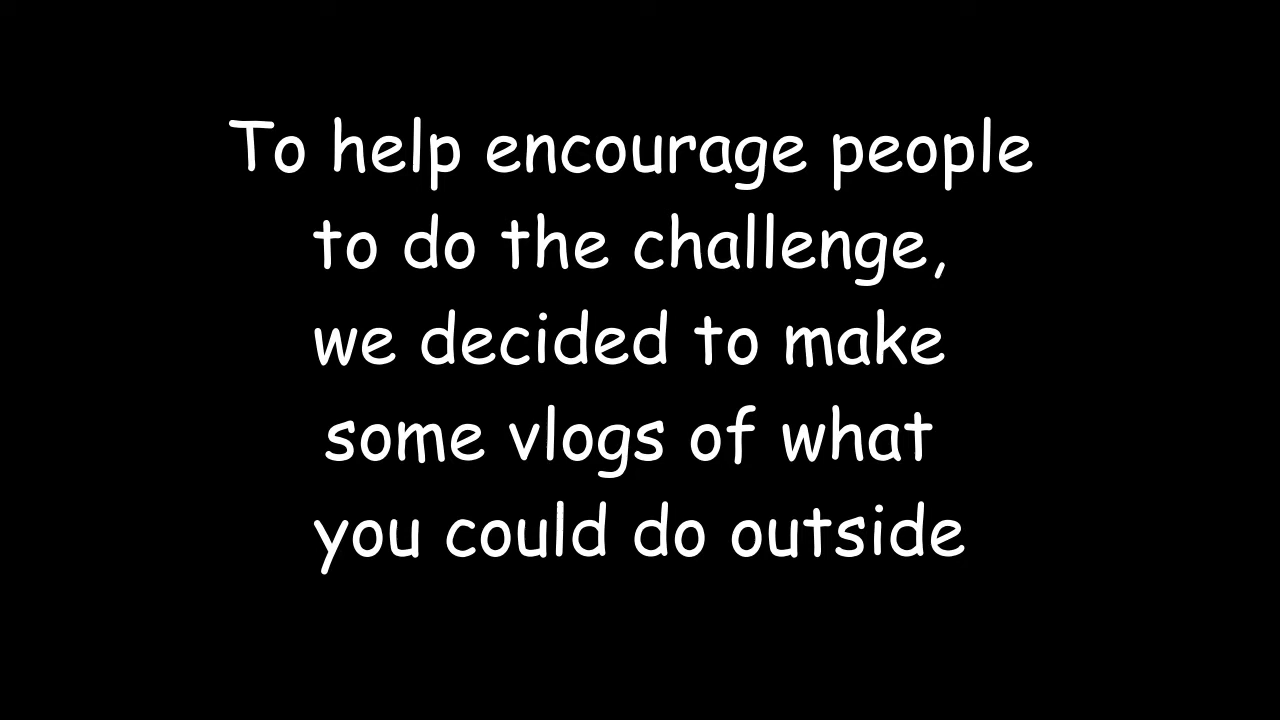 To help encourage people
to do the challenge,
we decided to make
some vlogs of what
you could do outside